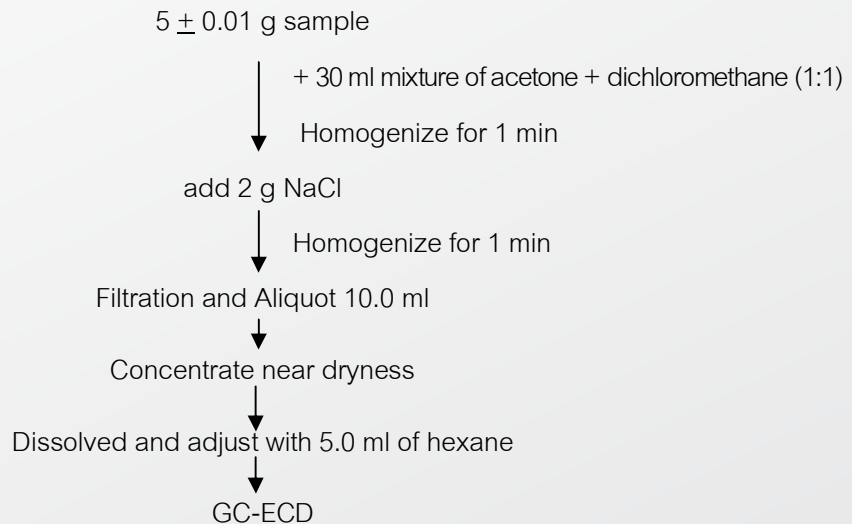 5 ± 0.01 g sample
+ 30 ml mixture of acetone + dichloromethane (1:1)
Homogenize for 1 min
add 2 g NaCl
Homogenize for 1 min
Filtration and Aliquot 10.0 ml
Concentrate near dryness
Dissolved and adjust with 5.0 ml of hexane
GC-ECD